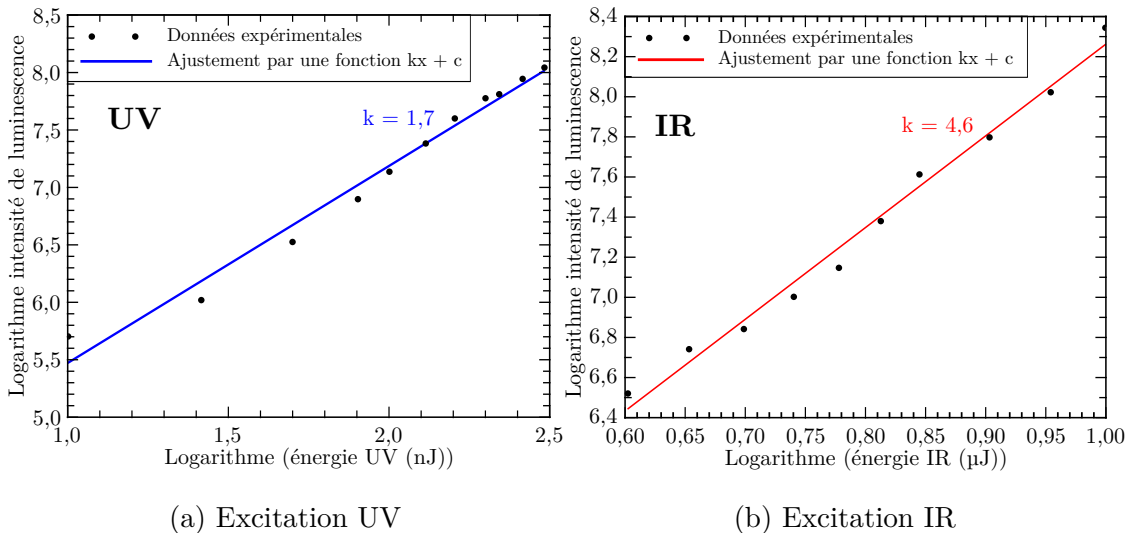 Logarithme intensité de luminescence
8,5
8,0
7,5
7,0
6,5
6,0
5,5
5,0
Données expérimentales
Ajustement par une fonction kx + c
UV
k = 1,7
1,0
1,5
2,0
2,5
Logarithme (énergie UV (nJ))
(a) Excitation UV
Logarithme intensité de luminescence
8,4
8,2
8,0
7,8
7,6
7,4
7,2
7,0
6,8
6,6
6,4
Données expérimentales
Ajustement par une fonction kx + c
IR
k = 4,6
0,60
0,65
0,70
0,75
0,80
0,85
0,90
0,95
1,00
Logarithme (énergie IR (µJ))
(b) Excitation IR